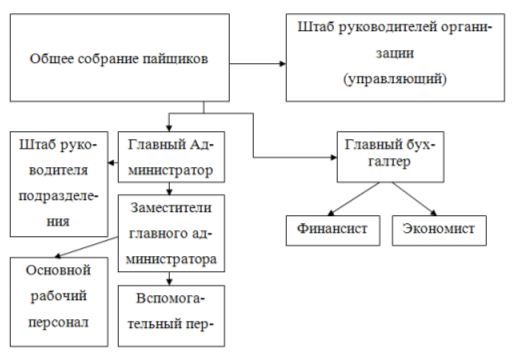 Общее собрание пайщиков
Штаб руководителей органи-
зации
(управляющий)
Штаб руко-
водителя
подразделе-
ния
Главный Ад-
министратор
Главный бух-
галтер
Заместители
главного ад-
министратора
Финансист
Экономист
Основной
рабочий
персонал
Вспомога-
тельный пер-